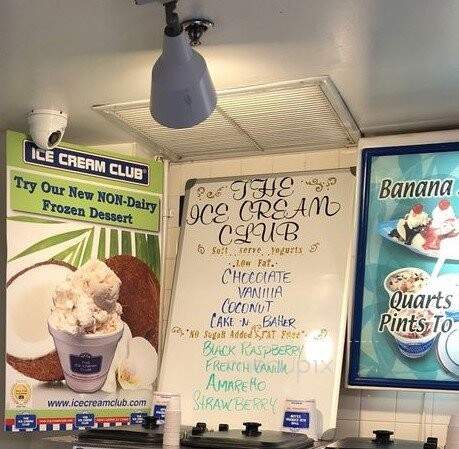 ICE CREAM CLUB
Try Our New NON-Dairy
Frozen Dessert
www.icecreamclub.com
THE
ICE CREAM
CLUB
Soft serve yogurts
Low Fat
CHOCOLATE
VANILLA
COCONUT
CAKE N BAKER
NO Sugar Added & FAT Free
BLACK RASPBERRY
FRENCH VANILLA
AMARETTO
STRAWBERRY
Banana
Quarts
Pints To